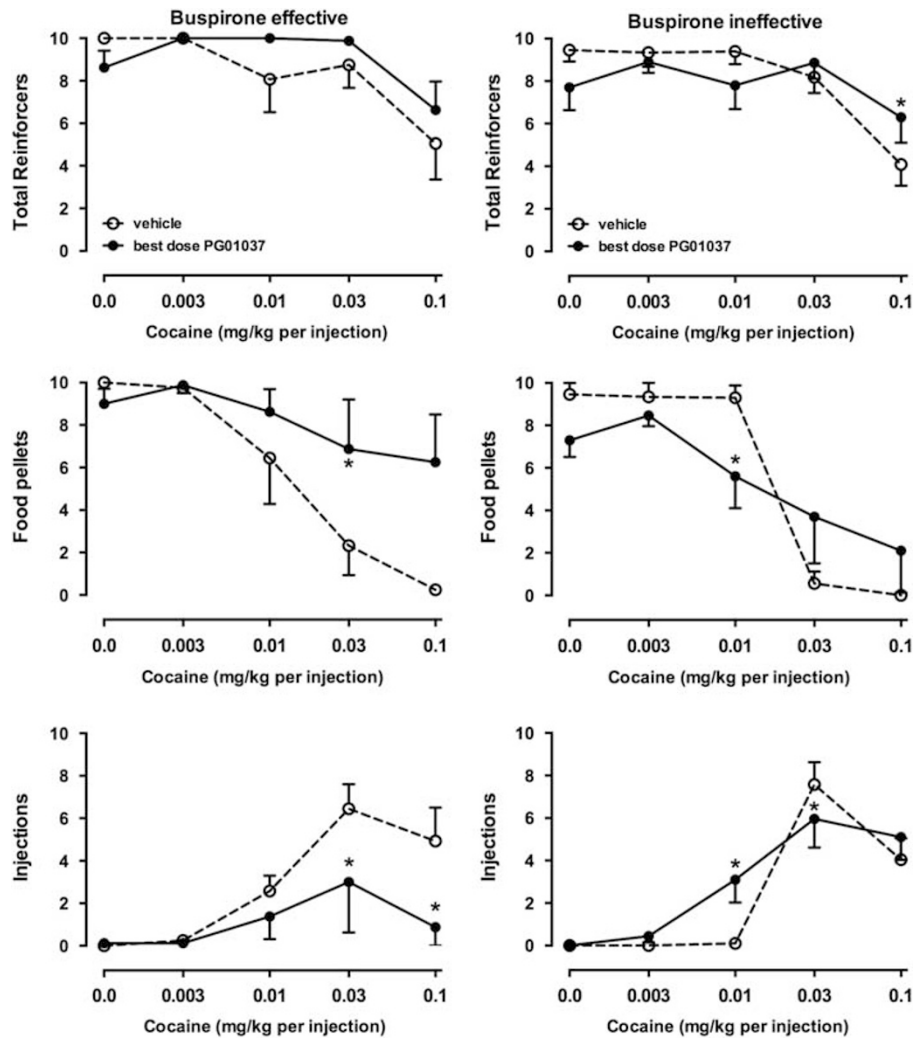 Buspirone effective
Total Reinforcers
10
8
6
4
2
0
vehicle
best dose PG01037
0.0 0.003 0.01 0.03 0.1
Cocaine (mg/kg per injection)
Buspirone ineffective
Total Reinforcers
10
8
6
4
2
0
*
vehicle
best dose PG01037
0.0 0.003 0.01 0.03 0.1
Cocaine (mg/kg per injection)
Food pellets
10
8
6
4
2
0
*
0.0 0.003 0.01 0.03 0.1
Cocaine (mg/kg per injection)
Food pellets
10
8
6
4
2
0
*
0.0 0.003 0.01 0.03 0.1
Cocaine (mg/kg per injection)
Injections
10
8
6
4
2
0
*
*
0.0 0.003 0.01 0.03 0.1
Cocaine (mg/kg per injection)
Injections
10
8
6
4
2
0
*
*
0.0 0.003 0.01 0.03 0.1
Cocaine (mg/kg per injection)